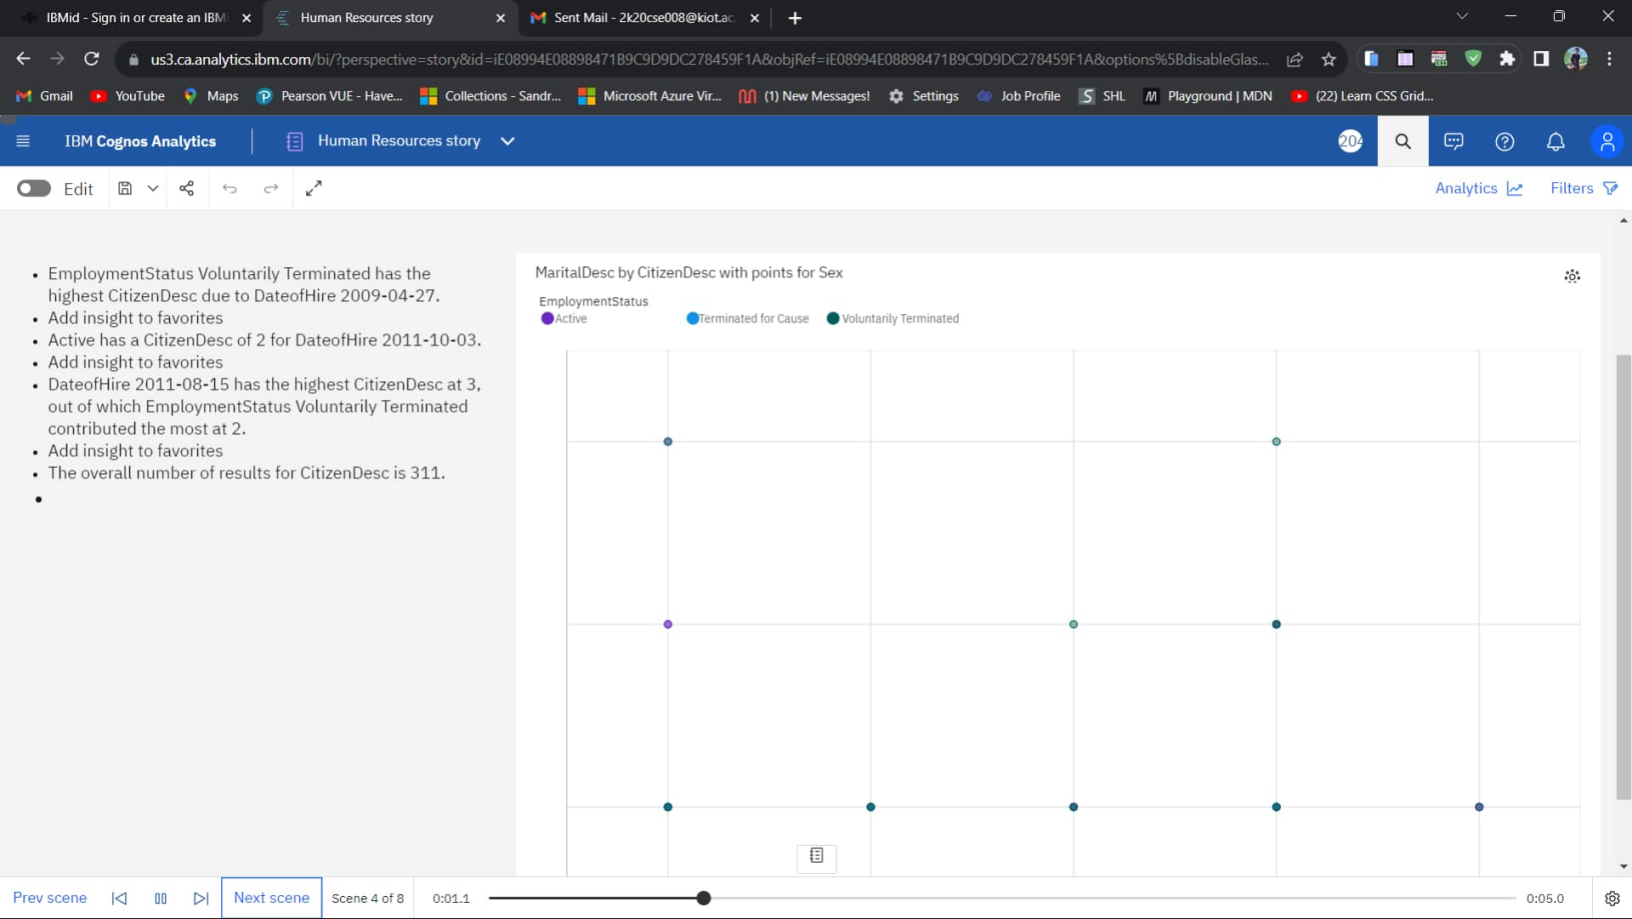 IBMid - Sign in or create an IBMi
Human Resources story
Sent Mail - 2k20cse008@kiot.ac.
us3.ca.analytics.ibm.com/bi/?perspective=story&id=iE08994E08898471B9C9D9DC278459F1A&objRef=iE08994E08898471B9C9D9DC278459F1A&options%5BdisableGlas...
Gmail
YouTube
Maps
Pearson VUE - Have...
Collections - Sandr...
Microsoft Azure Vir...
(1) New Messages!
Settings
Job Profile
SHL
Playground | MDN
(22) Learn CSS Grid...
IBM Cognos Analytics
Human Resources story
204
Edit
Analytics
Filters
• EmploymentStatus Voluntarily Terminated has the
highest CitizenDesc due to DateofHire 2009-04-27.
• Add insight to favorites
• Active has a CitizenDesc of 2 for DateofHire 2011-10-03.
• Add insight to favorites
• DateofHire 2011-08-15 has the highest CitizenDesc at 3,
out of which EmploymentStatus Voluntarily Terminated
contributed the most at 2.
• Add insight to favorites
• The overall number of results for CitizenDesc is 311.
MaritalDesc by CitizenDesc with points for Sex
EmploymentStatus
Active
Terminated for Cause
Voluntarily Terminated
Prev scene
Next scene
Scene 4 of 8
0:01.1
0:05.0